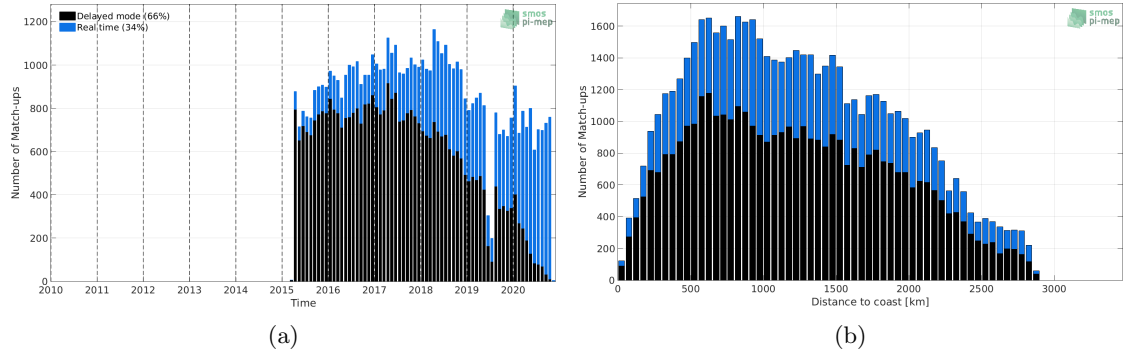 Delayed mode (66%)
Real time (34%)
smos
pi-mep
Number of Match-ups
1200
1000
800
600
400
200
0
2010 2011 2012 2013 2014 2015 2016 2017 2018 2019 2020
Time
(a)
smos
pi-mep
Number of Match-ups
1600
1400
1200
1000
800
600
400
200
0
0 500 1000 1500 2000 2500 3000
Distance to coast [km]
(b)